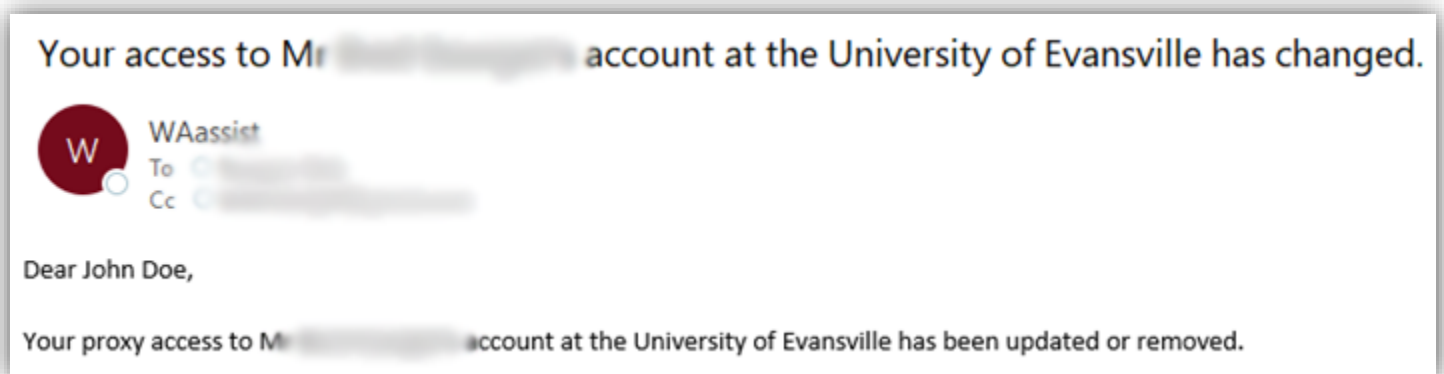 Your access to Mr account at the University of Evansville has changed.
W
WAassist
To
Cc
Dear John Doe,
Your proxy access to Mr account at the University of Evansville has been updated or removed.